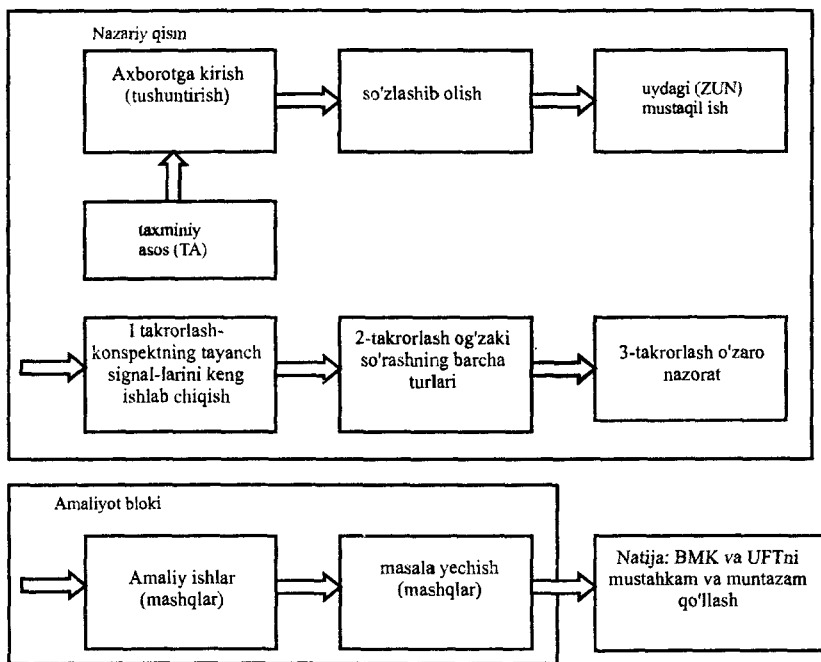 Nazariy qism
Axborotga kirish
(tushuntirish)
so'zlashib olish
uydagi (ZUN)
mustaqil ish
taxminiy
asos (TA)
1 takrorlash-
konspektning tayanch
signal-larini keng
ishlab chiqish
2-takrorlash og'zaki
so'rashning barcha
turlari
3-takrorlash o'zaro
nazorat
Amaliyot bloki
Amaliy ishlar
(mashqlar)
masala yechish
(mashqlar)
Natija: BMK va UFTni
mustahkam va muntazam
qo'llash